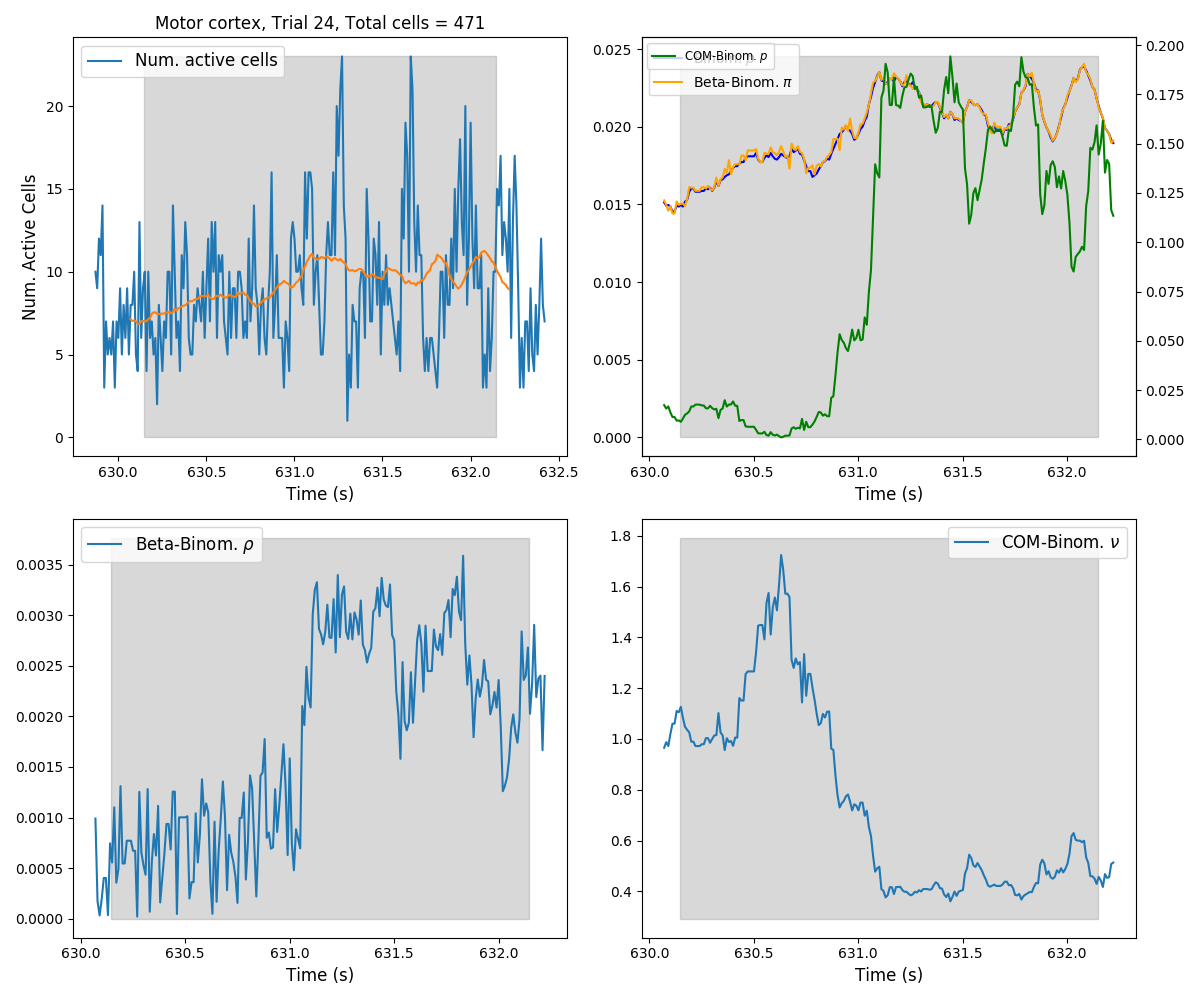 Motor cortex, Trial 24, Total cells = 471
Num. active cells
Num. Active Cells
20
15
10
5
0
630.0 630.5 631.0 631.5 632.0 632.5
Time (s)
COM-Binom. p
Beta-Binom. π
0.025
0.020
0.015
0.010
0.005
0.000
0.200
0.175
0.150
0.125
0.100
0.075
0.050
0.025
0.000
630.0 630.5 631.0 631.5 632.0
Time (s)
Beta-Binom. ρ
0.0035
0.0030
0.0025
0.0020
0.0015
0.0010
0.0005
0.0000
630.0 630.5 631.0 631.5 632.0
Time (s)
COM-Binom. ν
1.8
1.6
1.4
1.2
1.0
0.8
0.6
0.4
630.0 630.5 631.0 631.5 632.0
Time (s)